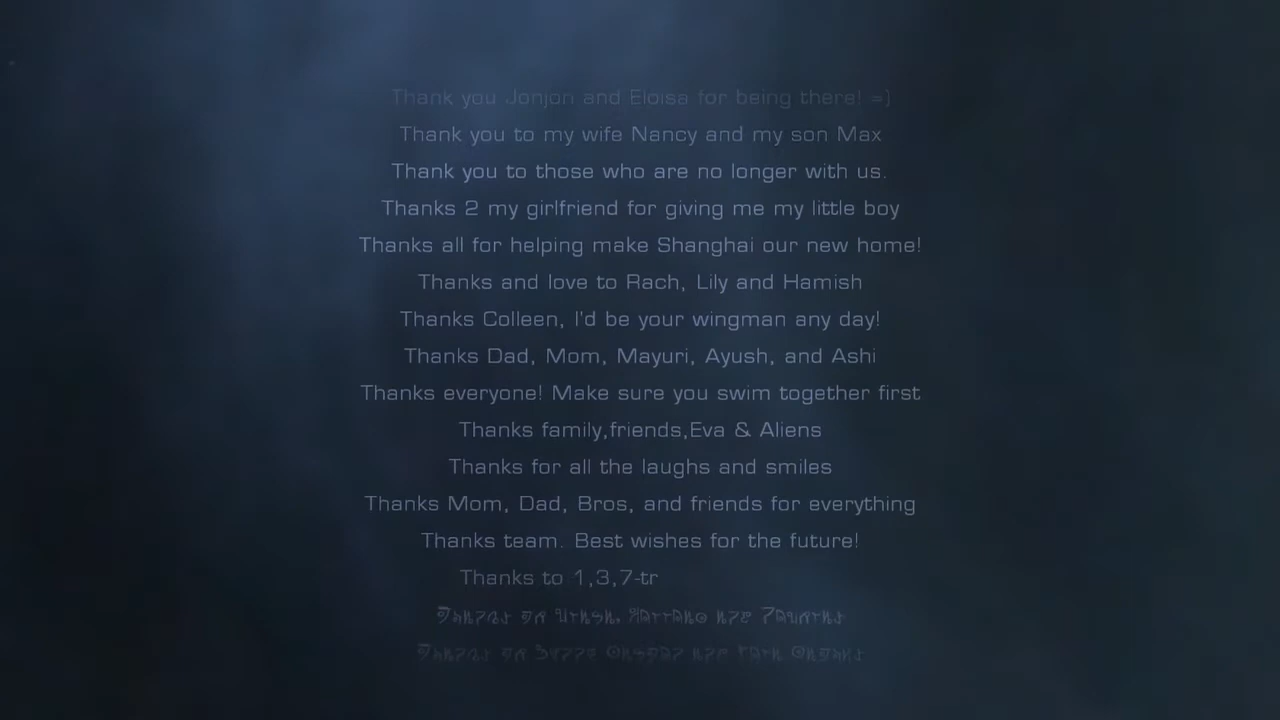 Thank you Jonjon and Eloisa for being there! =)
Thank you to my wife Nancy and my son Max
Thank you to those who are no longer with us.
Thanks 2 my girlfriend for giving me my little boy
Thanks all for helping make Shanghai our new home!
Thanks and love to Rach, Lily and Hamish
Thanks Colleen, I'd be your wingman any day!
Thanks Dad, Mom, Mayuri, Ayush, and Ashi
Thanks everyone! Make sure you swim together first
Thanks family,friends,Eva & Aliens
Thanks for all the laughs and smiles
Thanks Mom, Dad, Bros, and friends for everything
Thanks team. Best wishes for the future!
Thanks to 1,3,7-tr